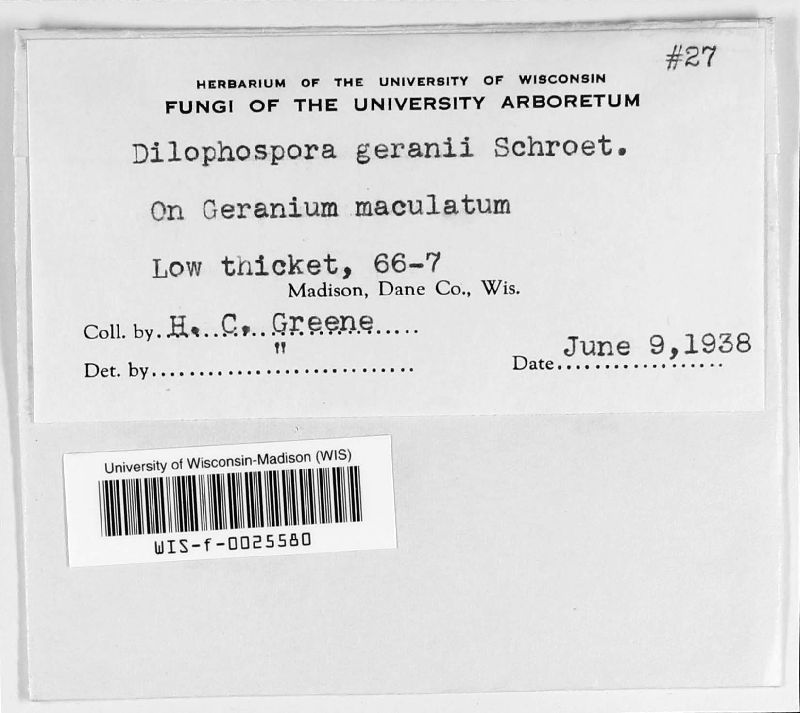 #27
HERBARIUM OF THE UNIVERSITY OF WISCONSIN
FUNGI OF THE UNIVERSITY ARBORETUM
Dilophospora geranii Schroet.
On Geranium maculatum
Low thicket, 66-7
Madison, Dane Co., Wis.
Coll. by H. C. Greene
Det. by "
Date June 9,1938
University of Wisconsin-Madison (WIS)
WIS-f-0025580